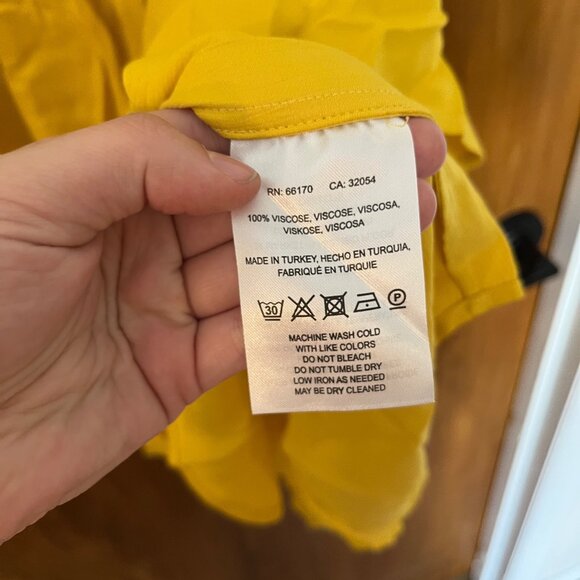 RN: 66170 CA: 32054
100% VISCOSE, VISCOSE, VISCOSA,
VISKOSE, VISCOSA
MADE IN TURKEY, HECHO EN TURQUIA,
FABRIQUÉ EN TURQUIE
30 P
MACHINE WASH COLD
WITH LIKE COLORS
DO NOT BLEACH
DO NOT TUMBLE DRY
LOW IRON AS NEEDED
MAY BE DRY CLEANED